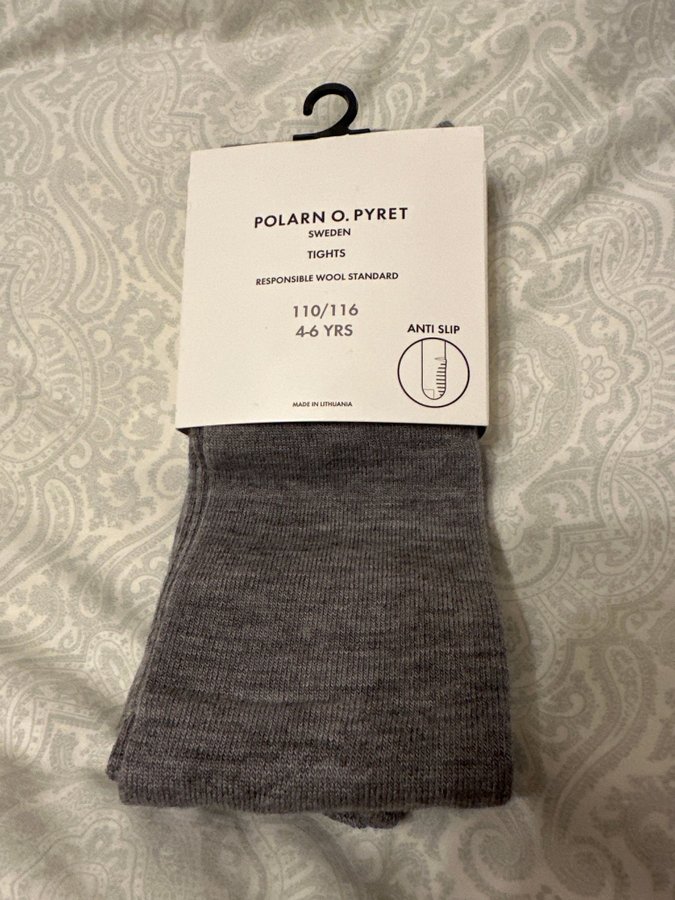 POLARN O. PYRET
SWEDEN
TIGHTS
RESPONSIBLE WOOL STANDARD
110/116
4-6 YRS
ANTI SLIP
MADE IN LITHUANIA